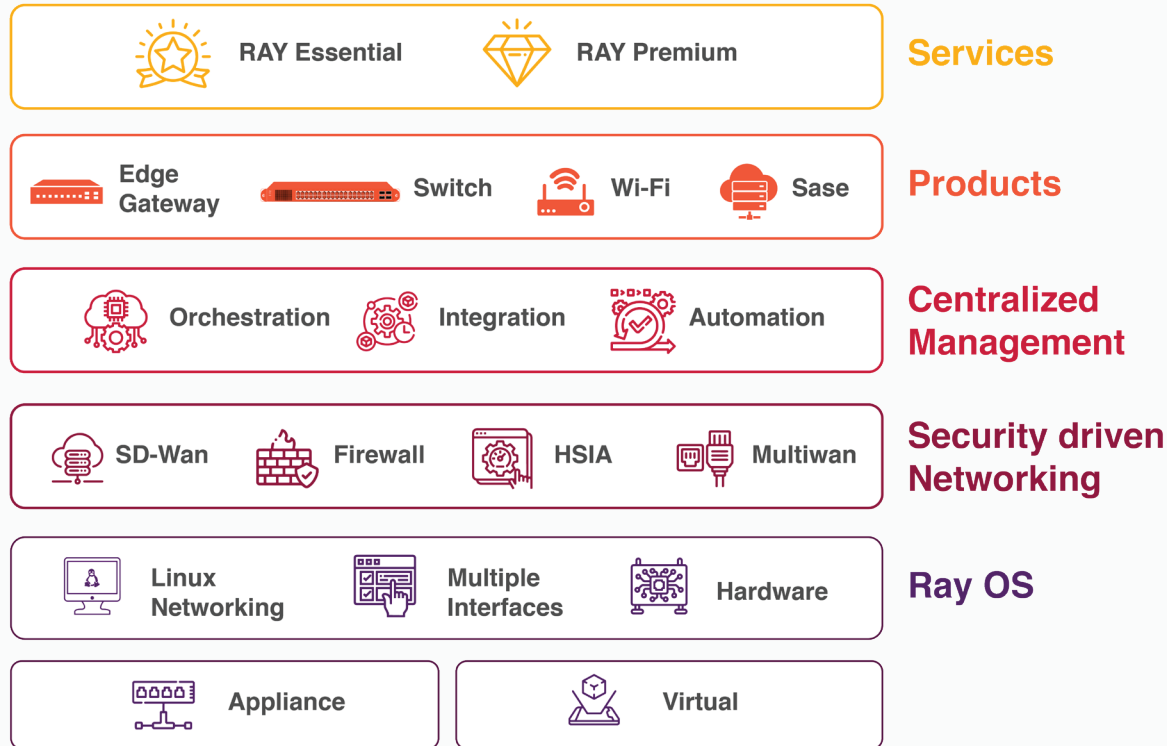 RAY Essential
RAY Premium
Services
Edge
Gateway
Switch
Wi-Fi
Sase
Products
Orchestration
Integration
Automation
Centralized
Management
SD-Wan
Firewall
HSIA
Multiwan
Security driven
Networking
Linux
Networking
Multiple
Interfaces
Hardware
Ray OS
Appliance
Virtual